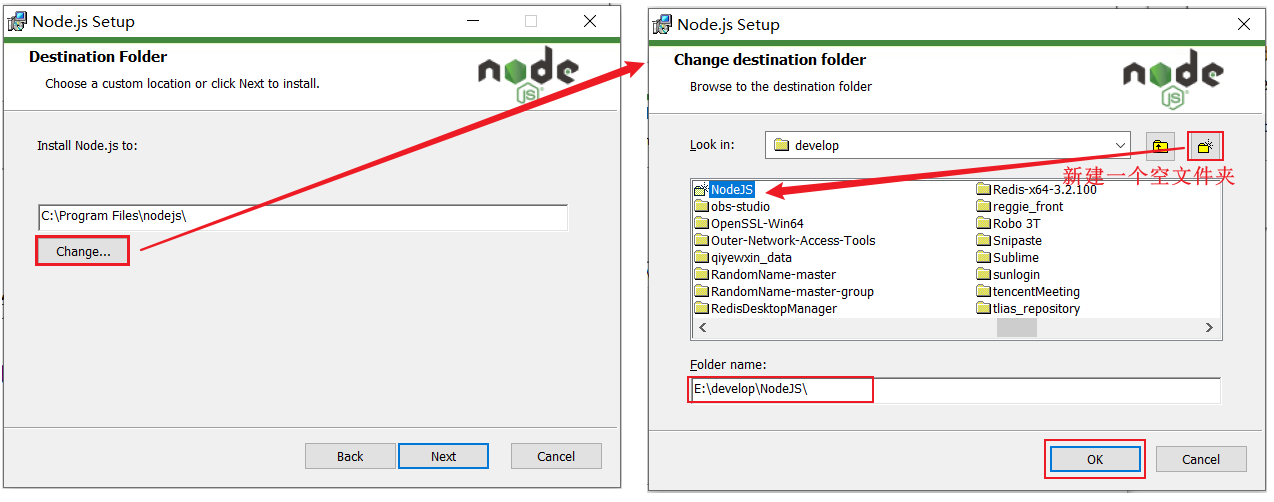 Node.js Setup
Destination Folder
Choose a custom location or click Next to install.
node
JS
Install Node.js to:
C:\Program Files\nodejs\
Change...
Back
Next
Cancel
Node.js Setup
Change destination folder
Browse to the destination folder
node
JS
Look in:
develop
新建一个空文件夹
NodeJS
obs-studio
OpenSSL-Win64
Outer-Network-Access-Tools
qiyewxin_data
RandomName-master
RandomName-master-group
RedisDesktopManager
Redis-x64-3.2.100
reggie_front
Robo 3T
Snipaste
Sublime
sunlogin
tencentMeeting
tlias_repository
Folder name:
E:\develop\NodeJS\
OK
Cancel